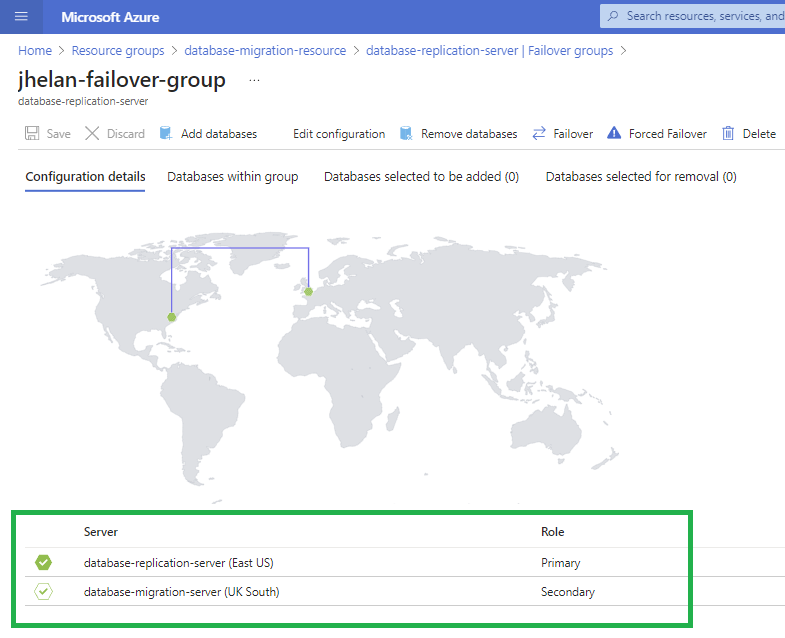 Microsoft Azure
Search resources, services, and
Home > Resource groups > database-migration-resource > database-replication-server | Failover groups >
jhelan-failover-group ...
database-replication-server
Save Discard Add databases Edit configuration Remove databases Failover Forced Failover Delete
Configuration details Databases within group Databases selected to be added (0) Databases selected for removal (0)
Server Role
database-replication-server (East US) Primary
database-migration-server (UK South) Secondary